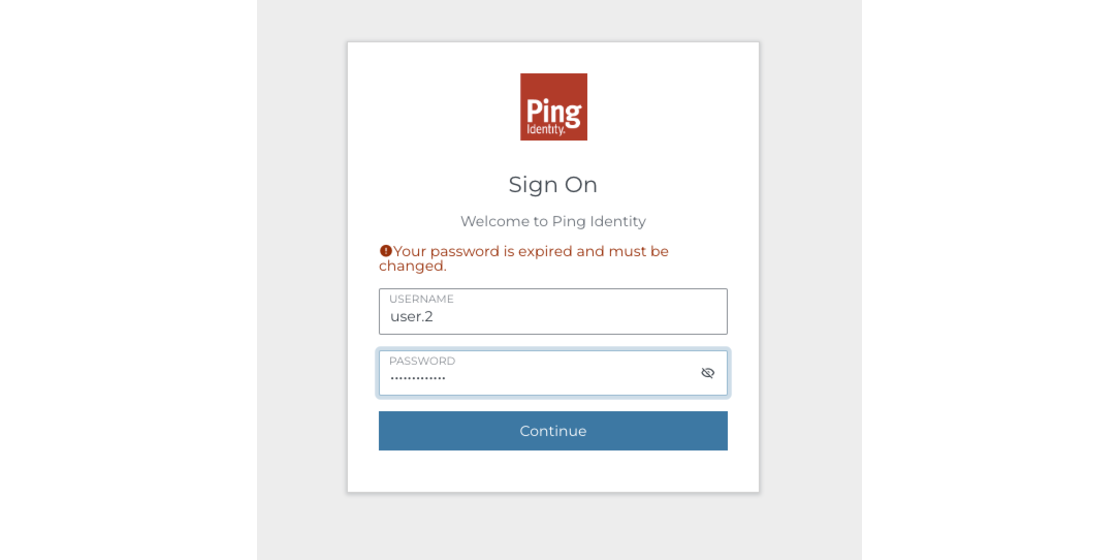 Ping
Identity.
Sign On
Welcome to Ping Identity
Your password is expired and must be
changed.
USERNAME
user.2
PASSWORD
•••••••••••••
Continue